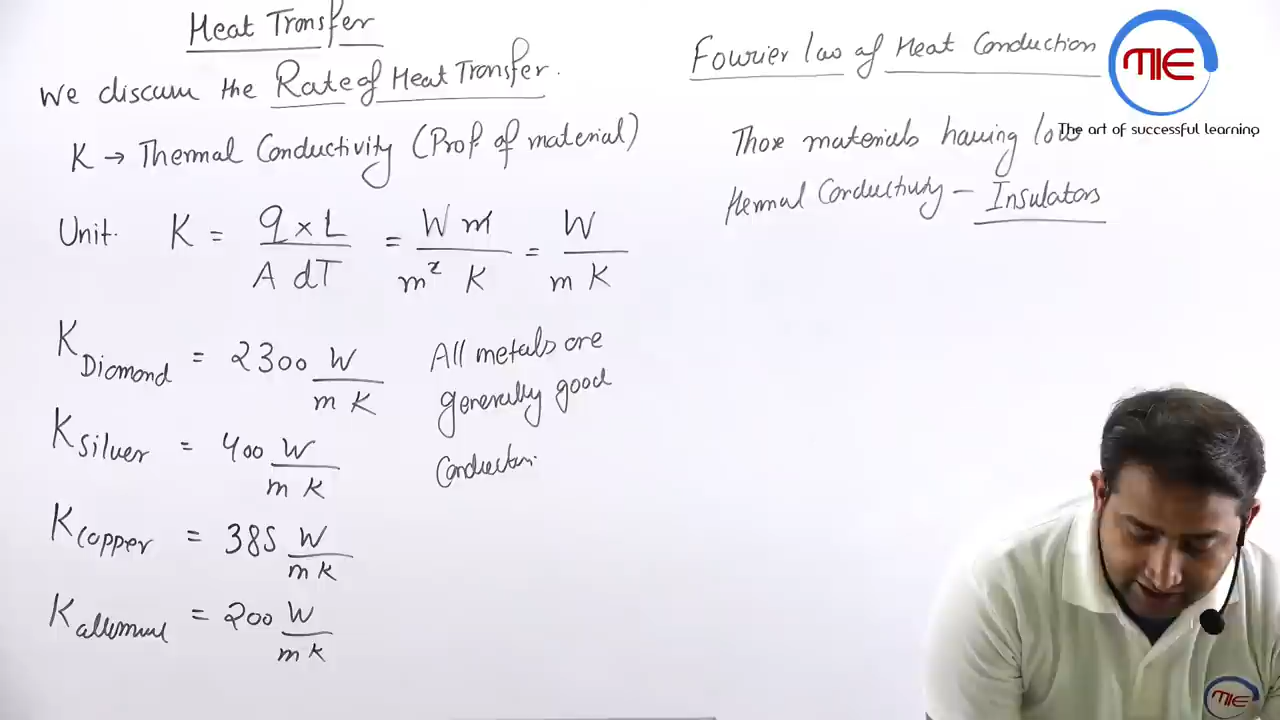 Heat Transfer
We discuss the Rate of Heat Transfer.
K → Thermal Conductivity (Prop. of material)
Unit. K = q x L / A dT = W m / m² K = W / m K
K Diamond = 2300 W / m K
K Silver = 400 W / m K
K Copper = 385 W / m K
K = 200 W / m K
All metals are
generally good
Conductors.
Fourier law of Heat Conduction
Those materials having low
thermal Conductivity – Insulators
MIE
The art of successful learning
MIE